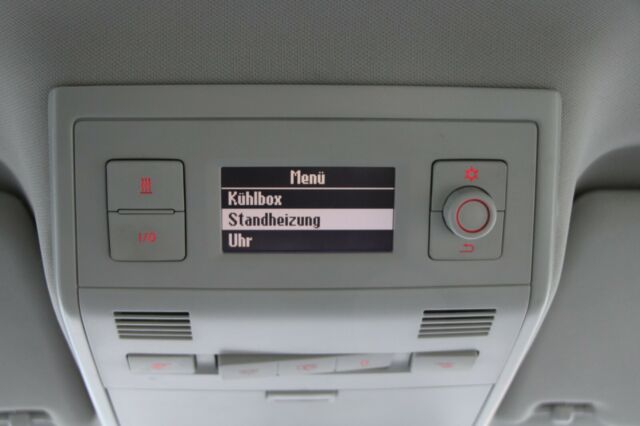 Menü
Kühlbox
Standheizung
Uhr
I/O